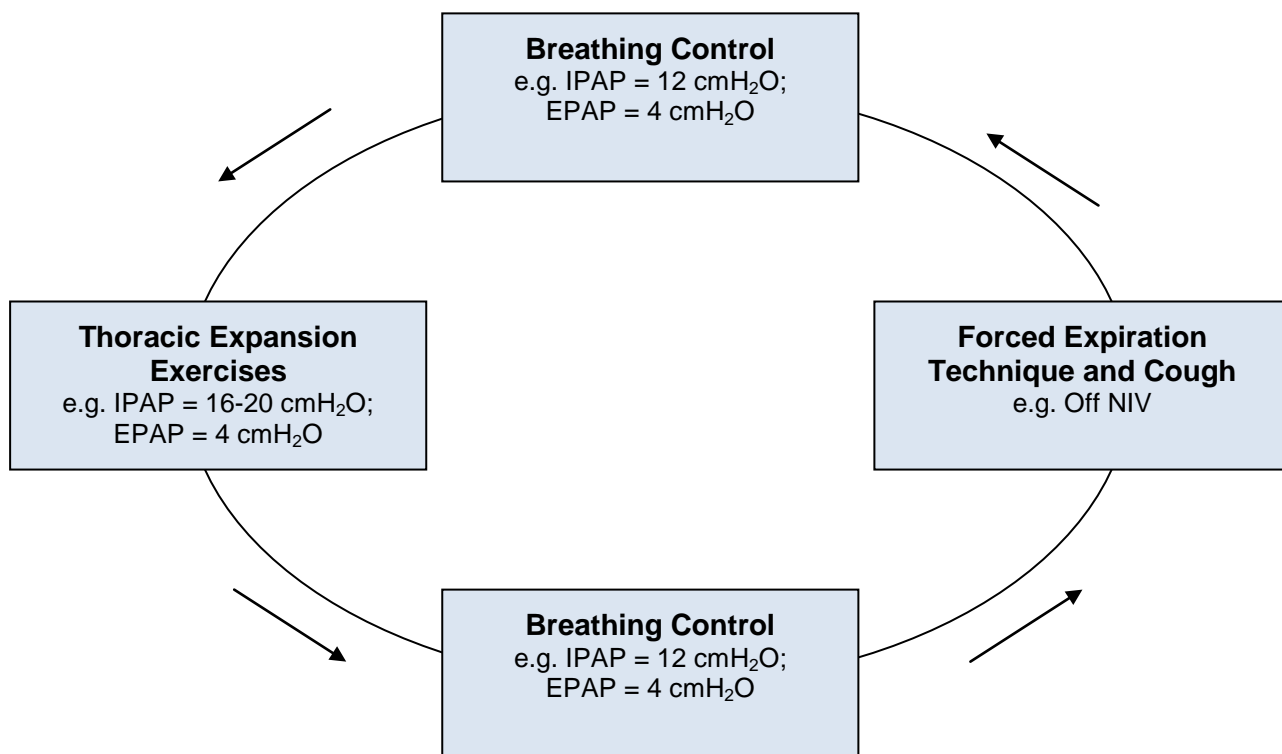 Breathing Control
e.g. IPAP = 12 cmH₂O;
EPAP = 4 cmH₂O
Thoracic Expansion
Exercises
e.g. IPAP = 16-20 cmH₂O;
EPAP = 4 cmH₂O
Forced Expiration
Technique and Cough
e.g. Off NIV
Breathing Control
e.g. IPAP = 12 cmH₂O;
EPAP = 4 cmH₂O